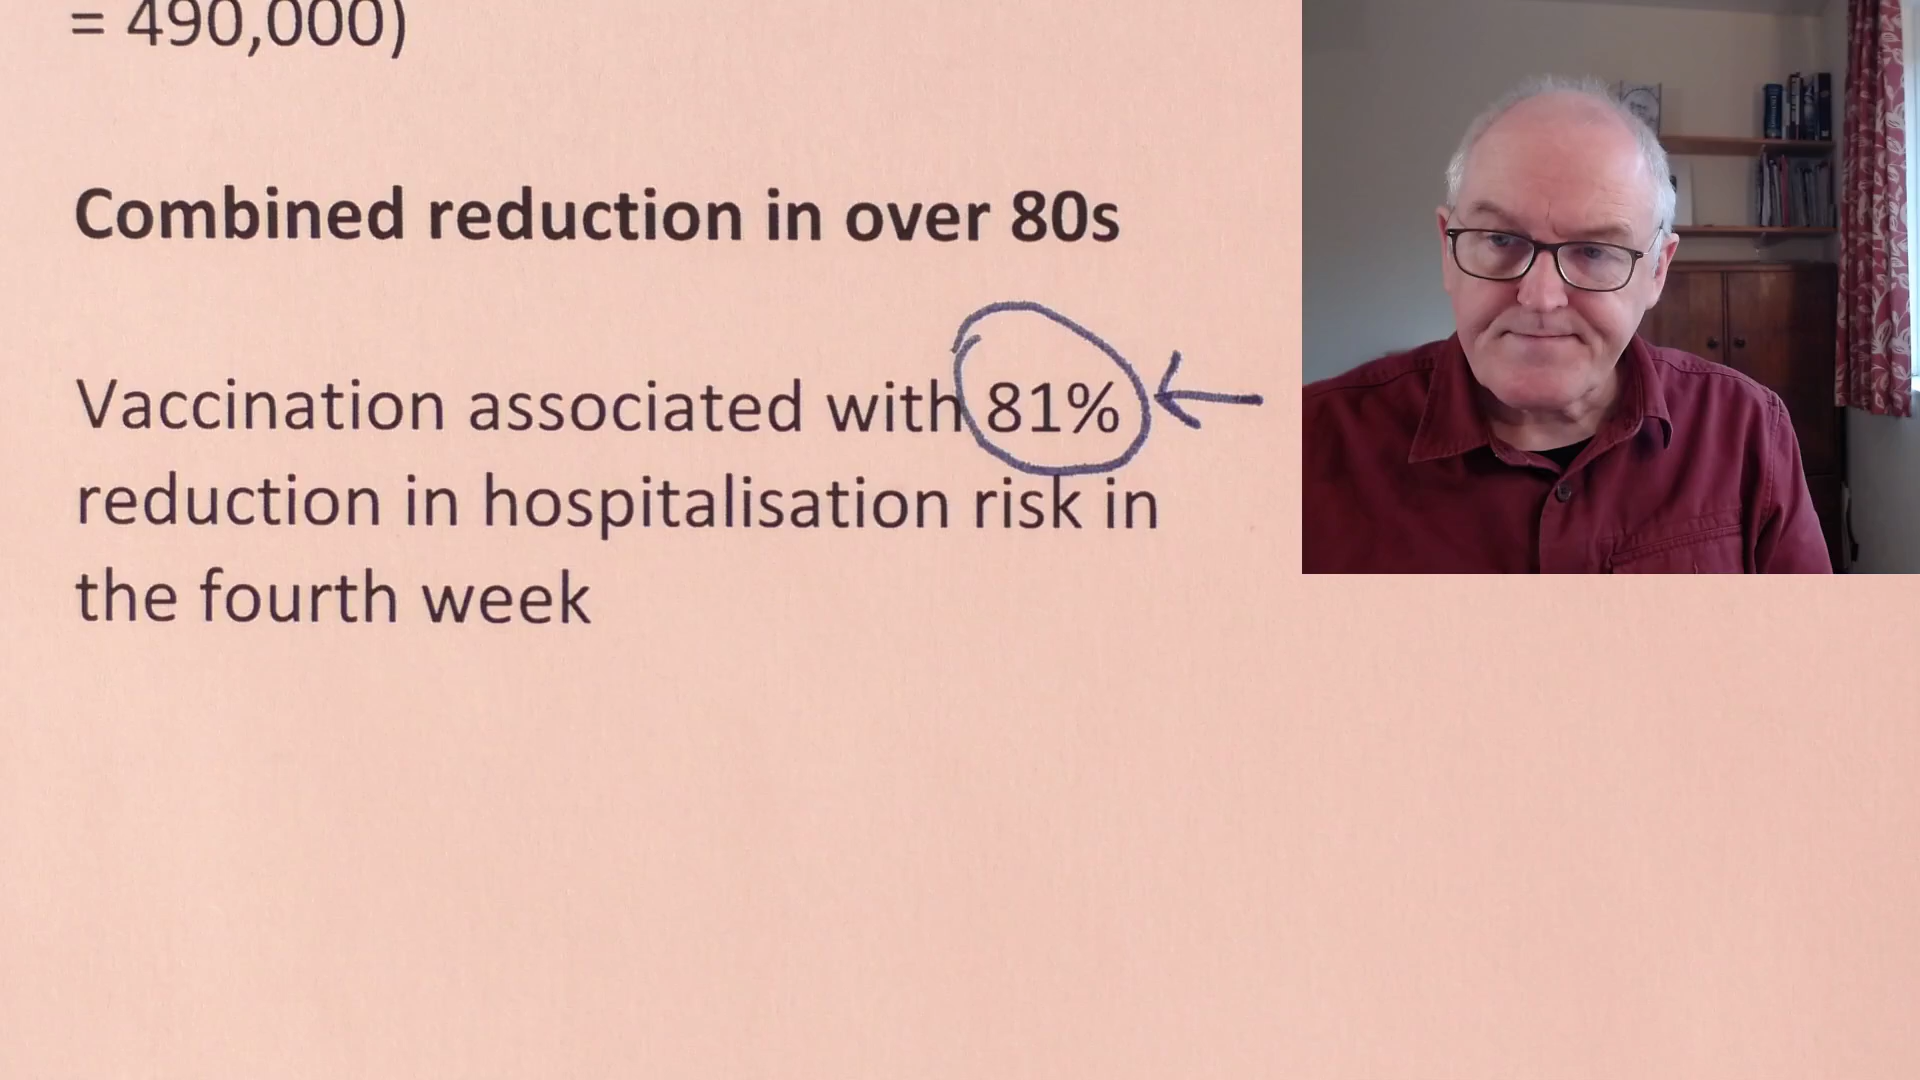 = 490,000)
Combined reduction in over 80s
Vaccination associated with 81%
reduction in hospitalisation risk in
the fourth week